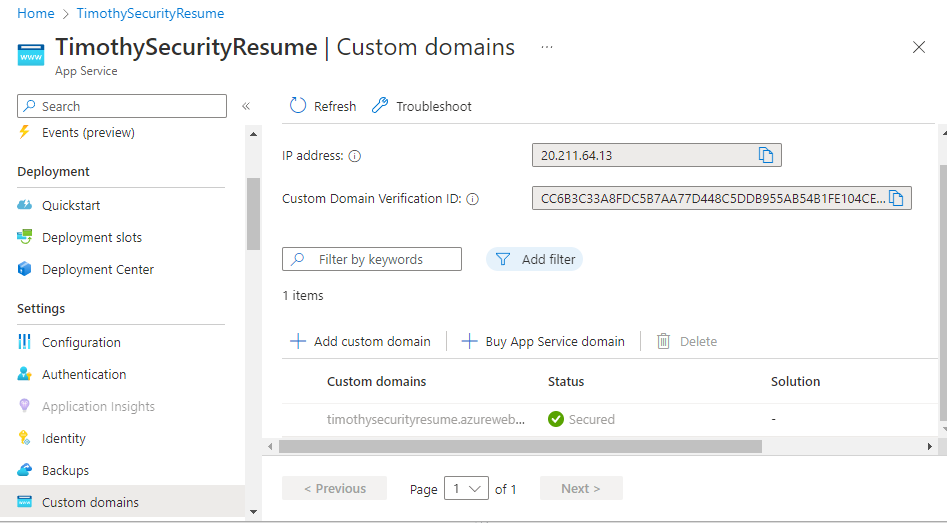 Home > TimothySecurityResume
TimothySecurityResume | Custom domains ...
App Service
Search «
Events (preview)
Deployment
Quickstart
Deployment slots
Deployment Center
Settings
Configuration
Authentication
Application Insights
Identity
Backups
Custom domains
Refresh Troubleshoot
IP address: 20.211.64.13
Custom Domain Verification ID: CC6B3C33A8FDC5B7AA77D448C5DDB955AB54B1FE104CE...
Filter by keywords Add filter
1 items
Add custom domain Buy App Service domain Delete
Custom domains Status Solution
timothysecurityresume.azureweb... Secured -
< Previous Page 1 of 1 Next >